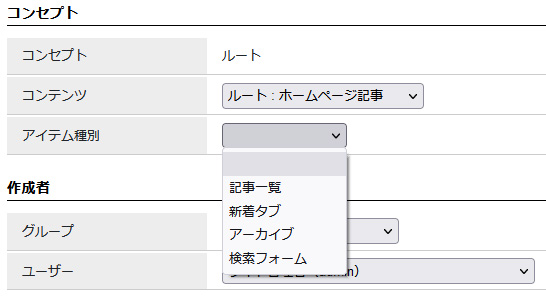 コンセプト
コンセプト ルート
コンテンツ ルート : ホームページ記事
アイテム種別
記事一覧
作成者
新着タブ
グループ
アーカイブ
検索フォーム
ユーザー